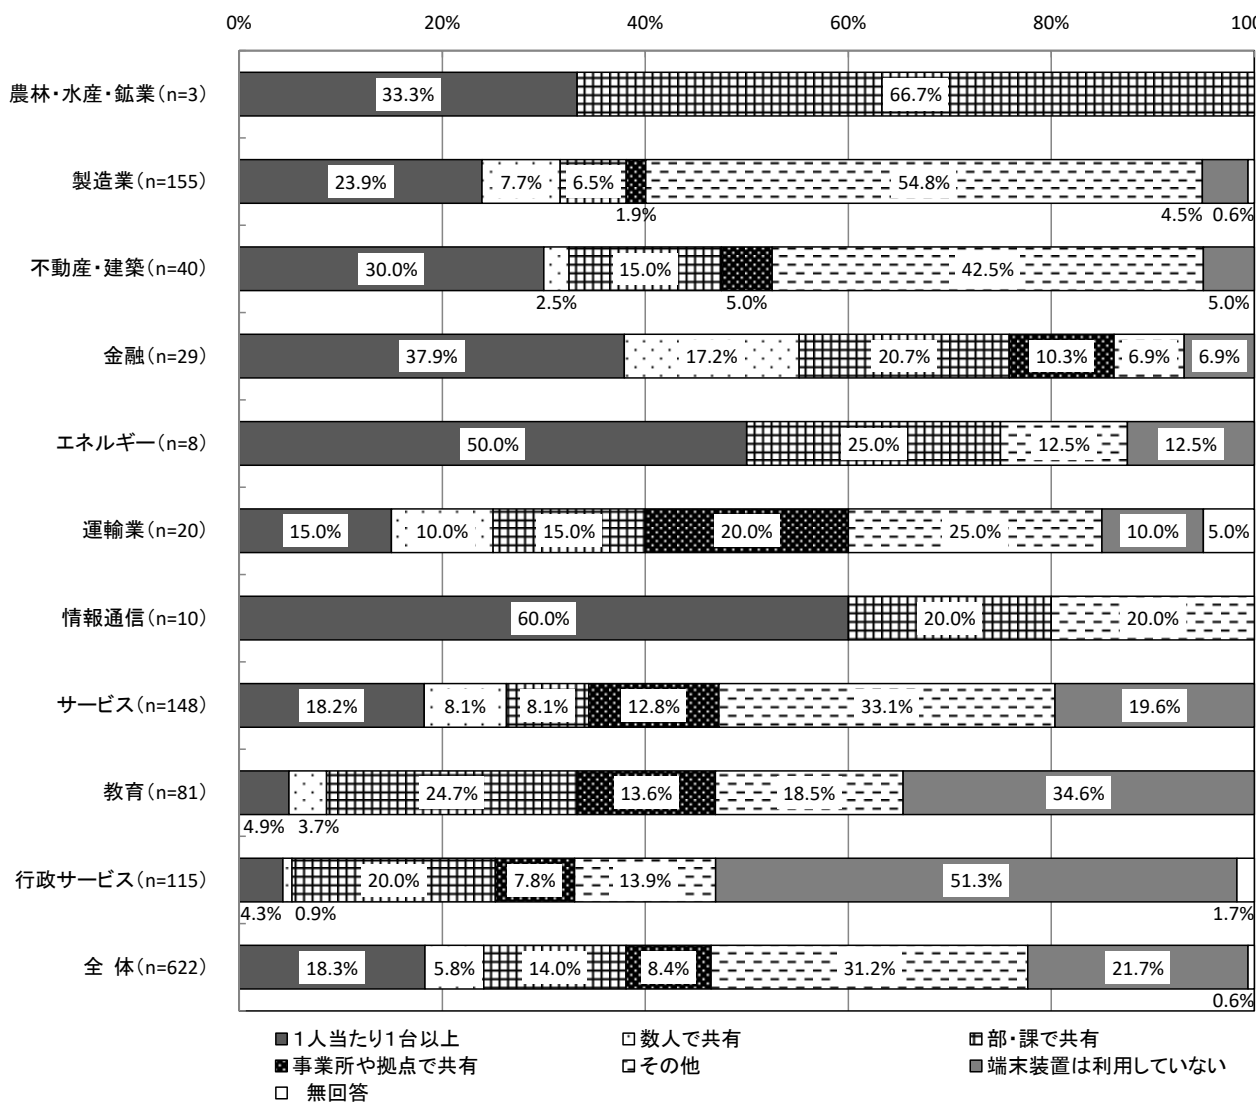 0% 20% 40% 60% 80% 100
農林・水産・鉱業(n=3) 33.3% 66.7%
製造業(n=155) 23.9% 7.7% 6.5% 54.8%
1.9% 4.5% 0.6%
不動産・建築(n=40) 30.0% 15.0% 42.5%
2.5% 5.0% 5.0%
金融(n=29) 37.9% 17.2% 20.7% 10.3% 6.9% 6.9%
エネルギー(n=8) 50.0% 25.0% 12.5% 12.5%
運輸業(n=20) 15.0% 10.0% 15.0% 20.0% 25.0% 10.0% 5.0%
情報通信(n=10) 60.0% 20.0% 20.0%
サービス(n=148) 18.2% 8.1% 8.1% 12.8% 33.1% 19.6%
教育(n=81) 24.7% 13.6% 18.5% 34.6%
4.9% 3.7%
行政サービス(n=115) 20.0% 7.8% 13.9% 51.3%
4.3% 0.9% 1.7%
全 体(n=622) 18.3% 5.8% 14.0% 8.4% 31.2% 21.7%
0.6%
1人当たり1台以上 数人で共有 部・課で共有
事業所や拠点で共有 その他 端末装置は利用していない
無回答